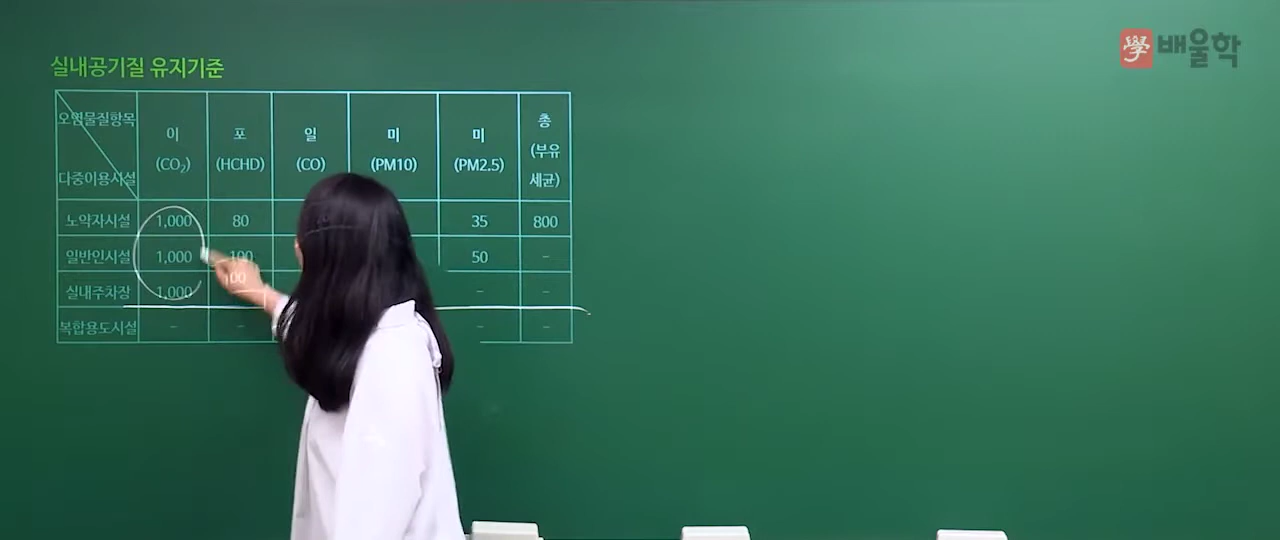 學 배울학
실내공기질 유지기준
오염물질항목 다중이용시설 이 (CO₂) 포 (HCHD) 일 (CO) 미 (PM10) 미 (PM2.5) 총 (부유세균)
노약자시설 1,000 80 35 800
일반인시설 1,000 100 50 -
실내주차장 1,000 100 - -
복합용도시설 - - - -